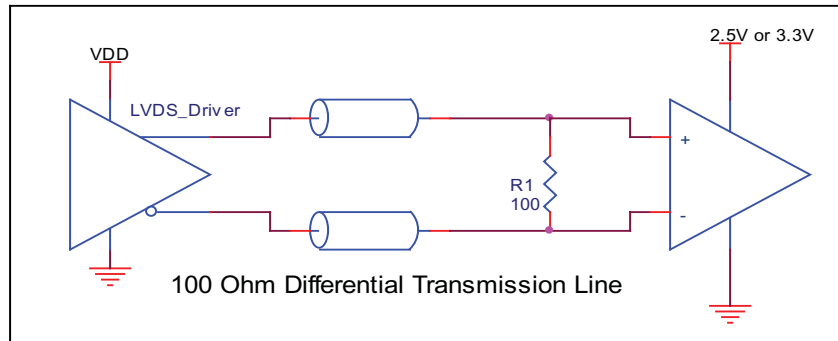 VDD
2.5V or 3.3V
LVDS_Driver
+
R1
100
-
100 Ohm Differential Transmission Line